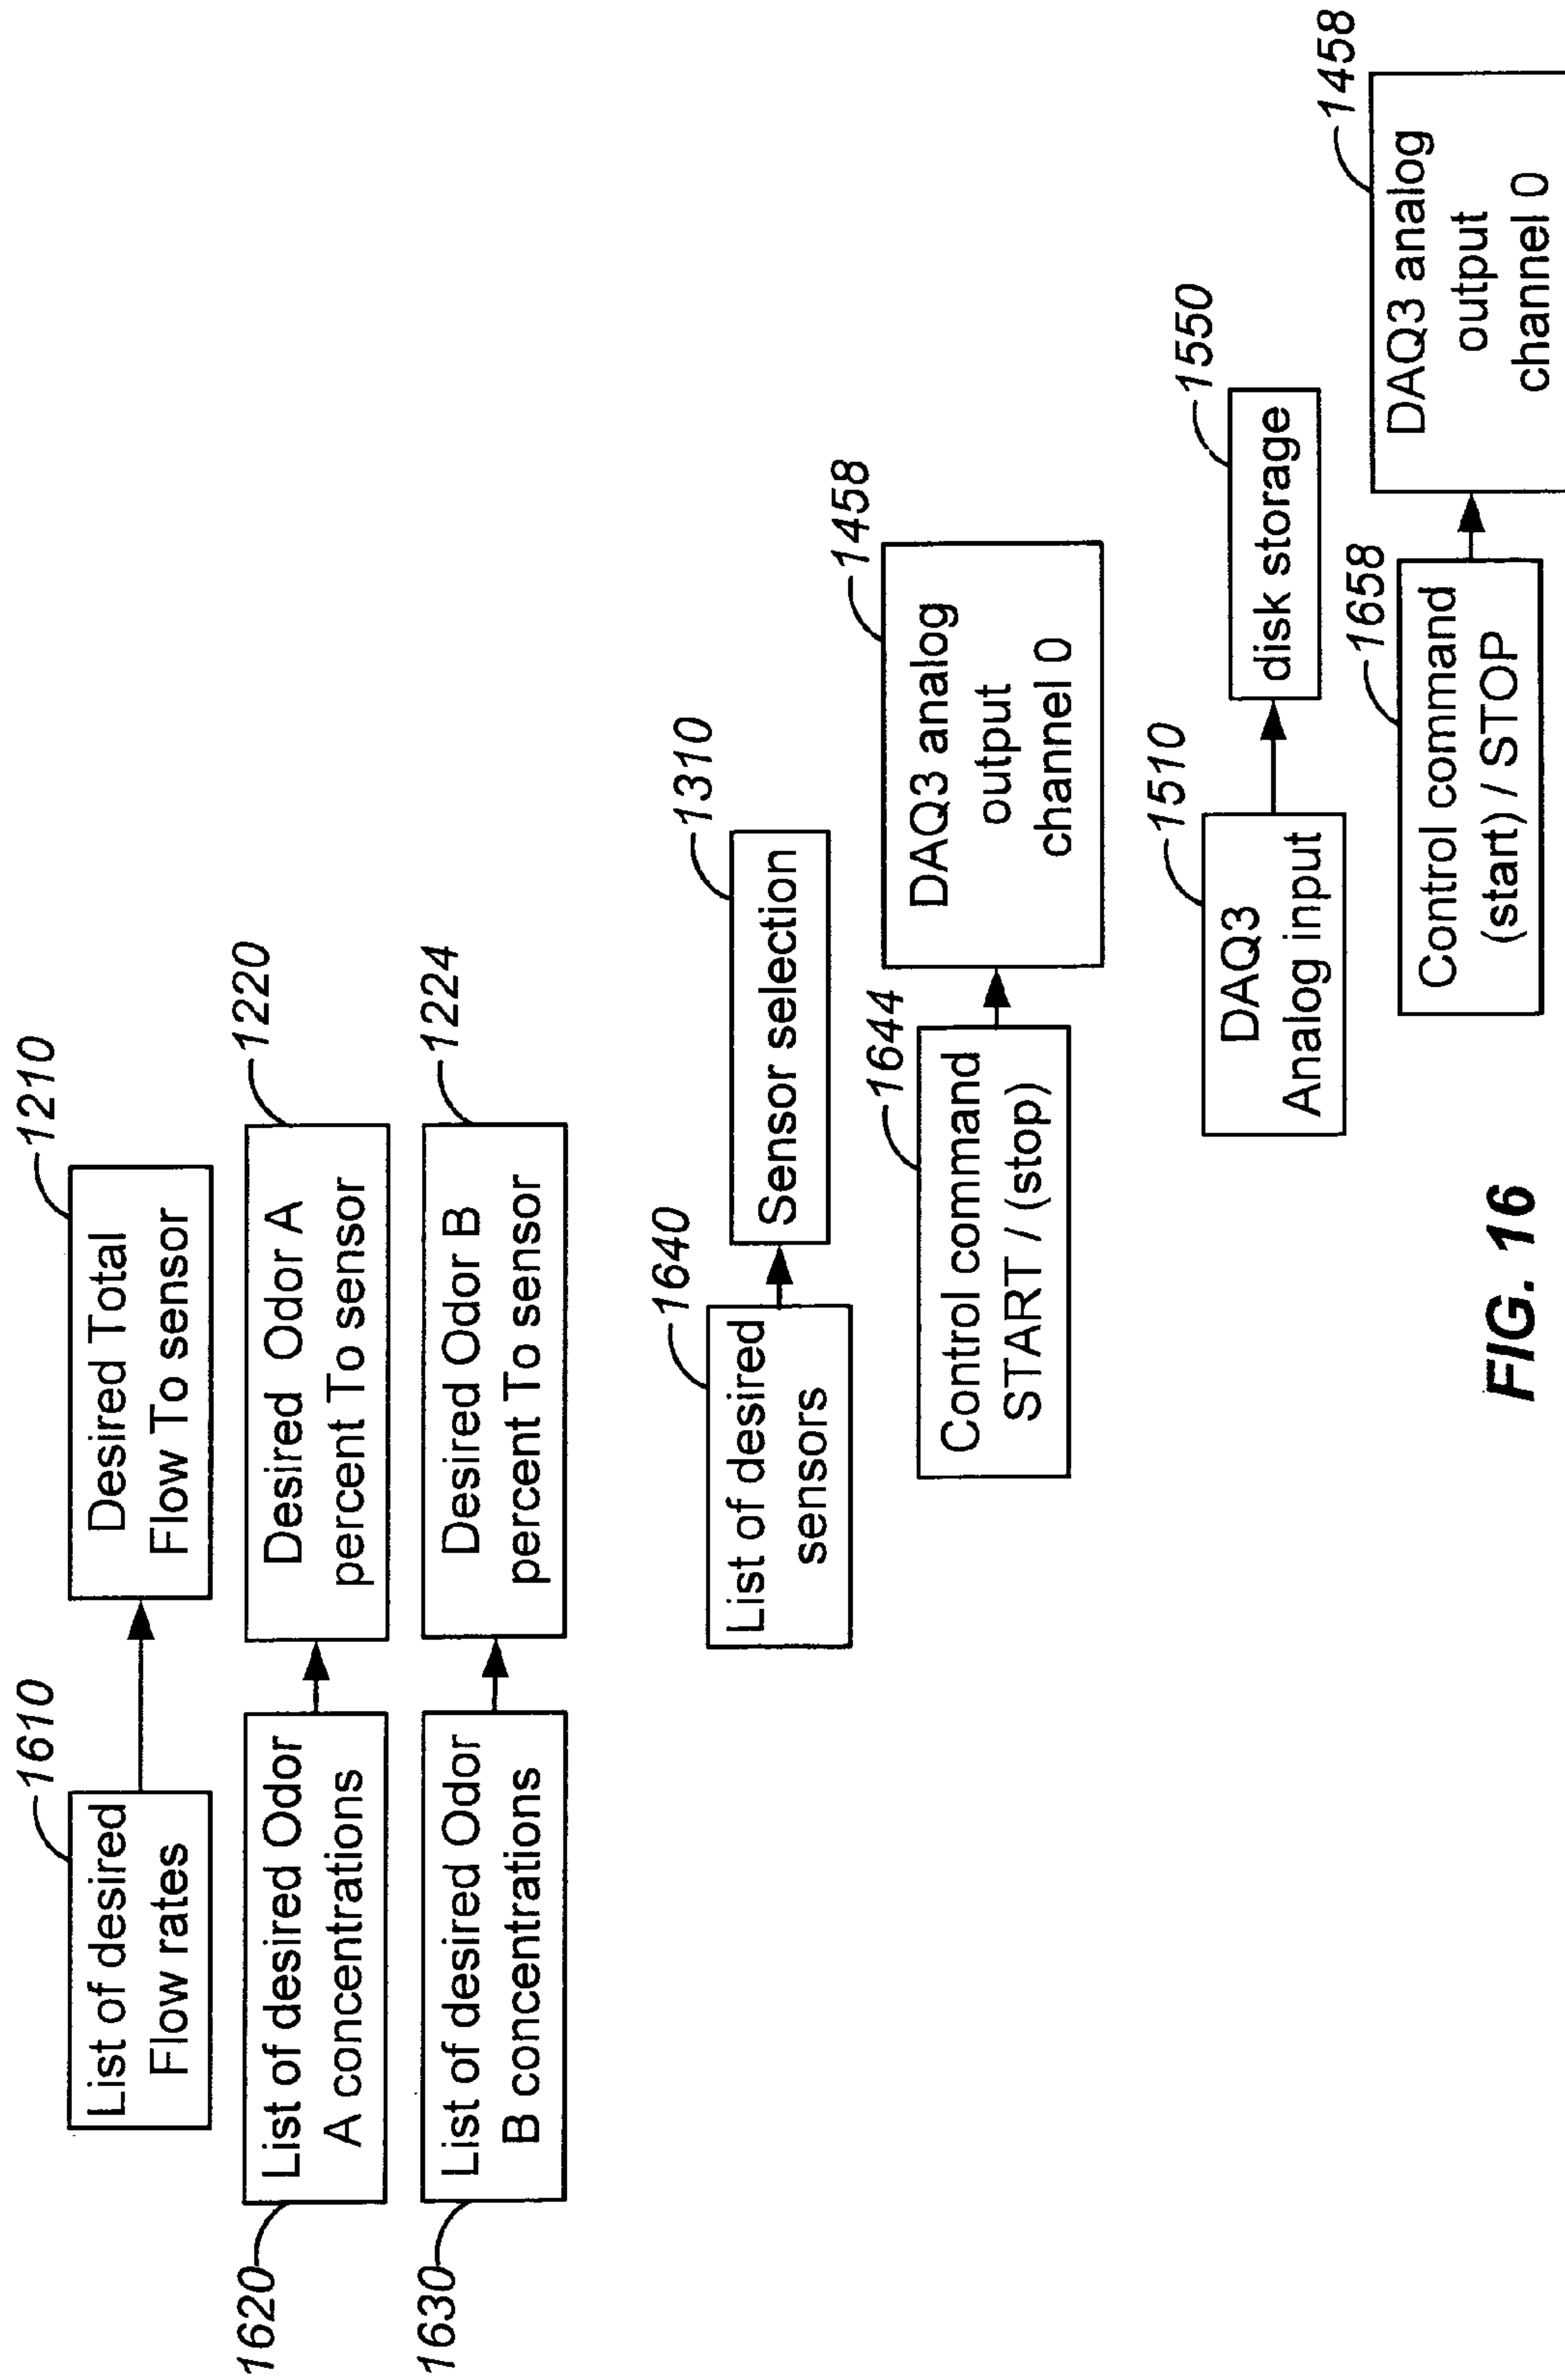 1610
List of desired
Flow rates
1210
Desired Total
Flow To sensor
1620
List of desired Odor
A concentrations
1220
Desired Odor A
percent To sensor
1630
List of desired Odor
B concentrations
1224
Desired Odor B
percent To sensor
1640
List of desired
sensors
1310
Sensor selection
1644
Control command
START / (stop)
1458
DAQ3 analog
output
channel 0
1510
DAQ3
Analog input
1550
disk storage
1658
Control command
(start) / STOP
1458
DAQ3 analog
output
channel 0
FIG. 16